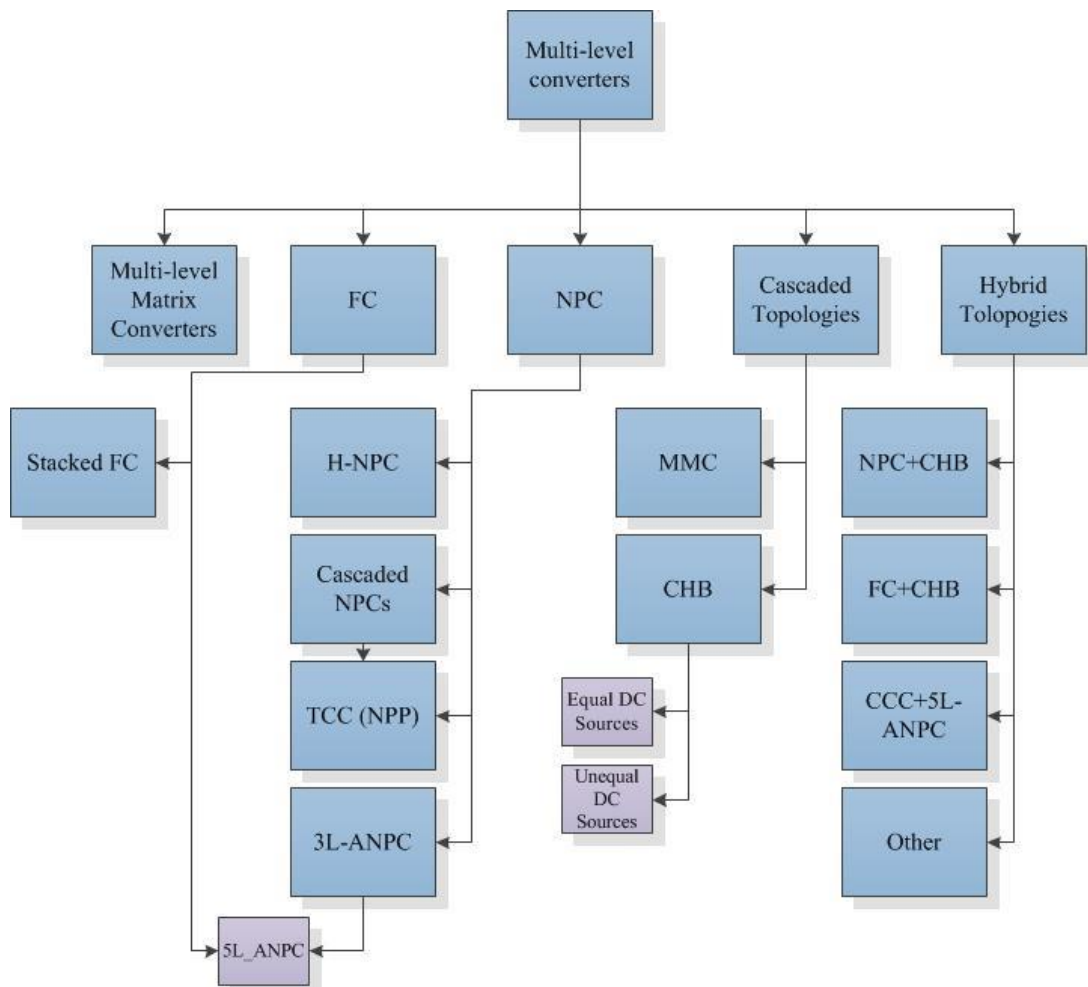 Multi-level
converters
Multi-level
Matrix
Converters
FC
NPC
Cascaded
Topologies
Hybrid
Tolopogies
Stacked FC
H-NPC
MMC
NPC+CHB
Cascaded
NPCs
CHB
FC+CHB
TCC (NPP)
Equal DC
Sources
CCC+5L-
ANPC
Unequal
DC
Sources
3L-ANPC
Other
5L_ANPC